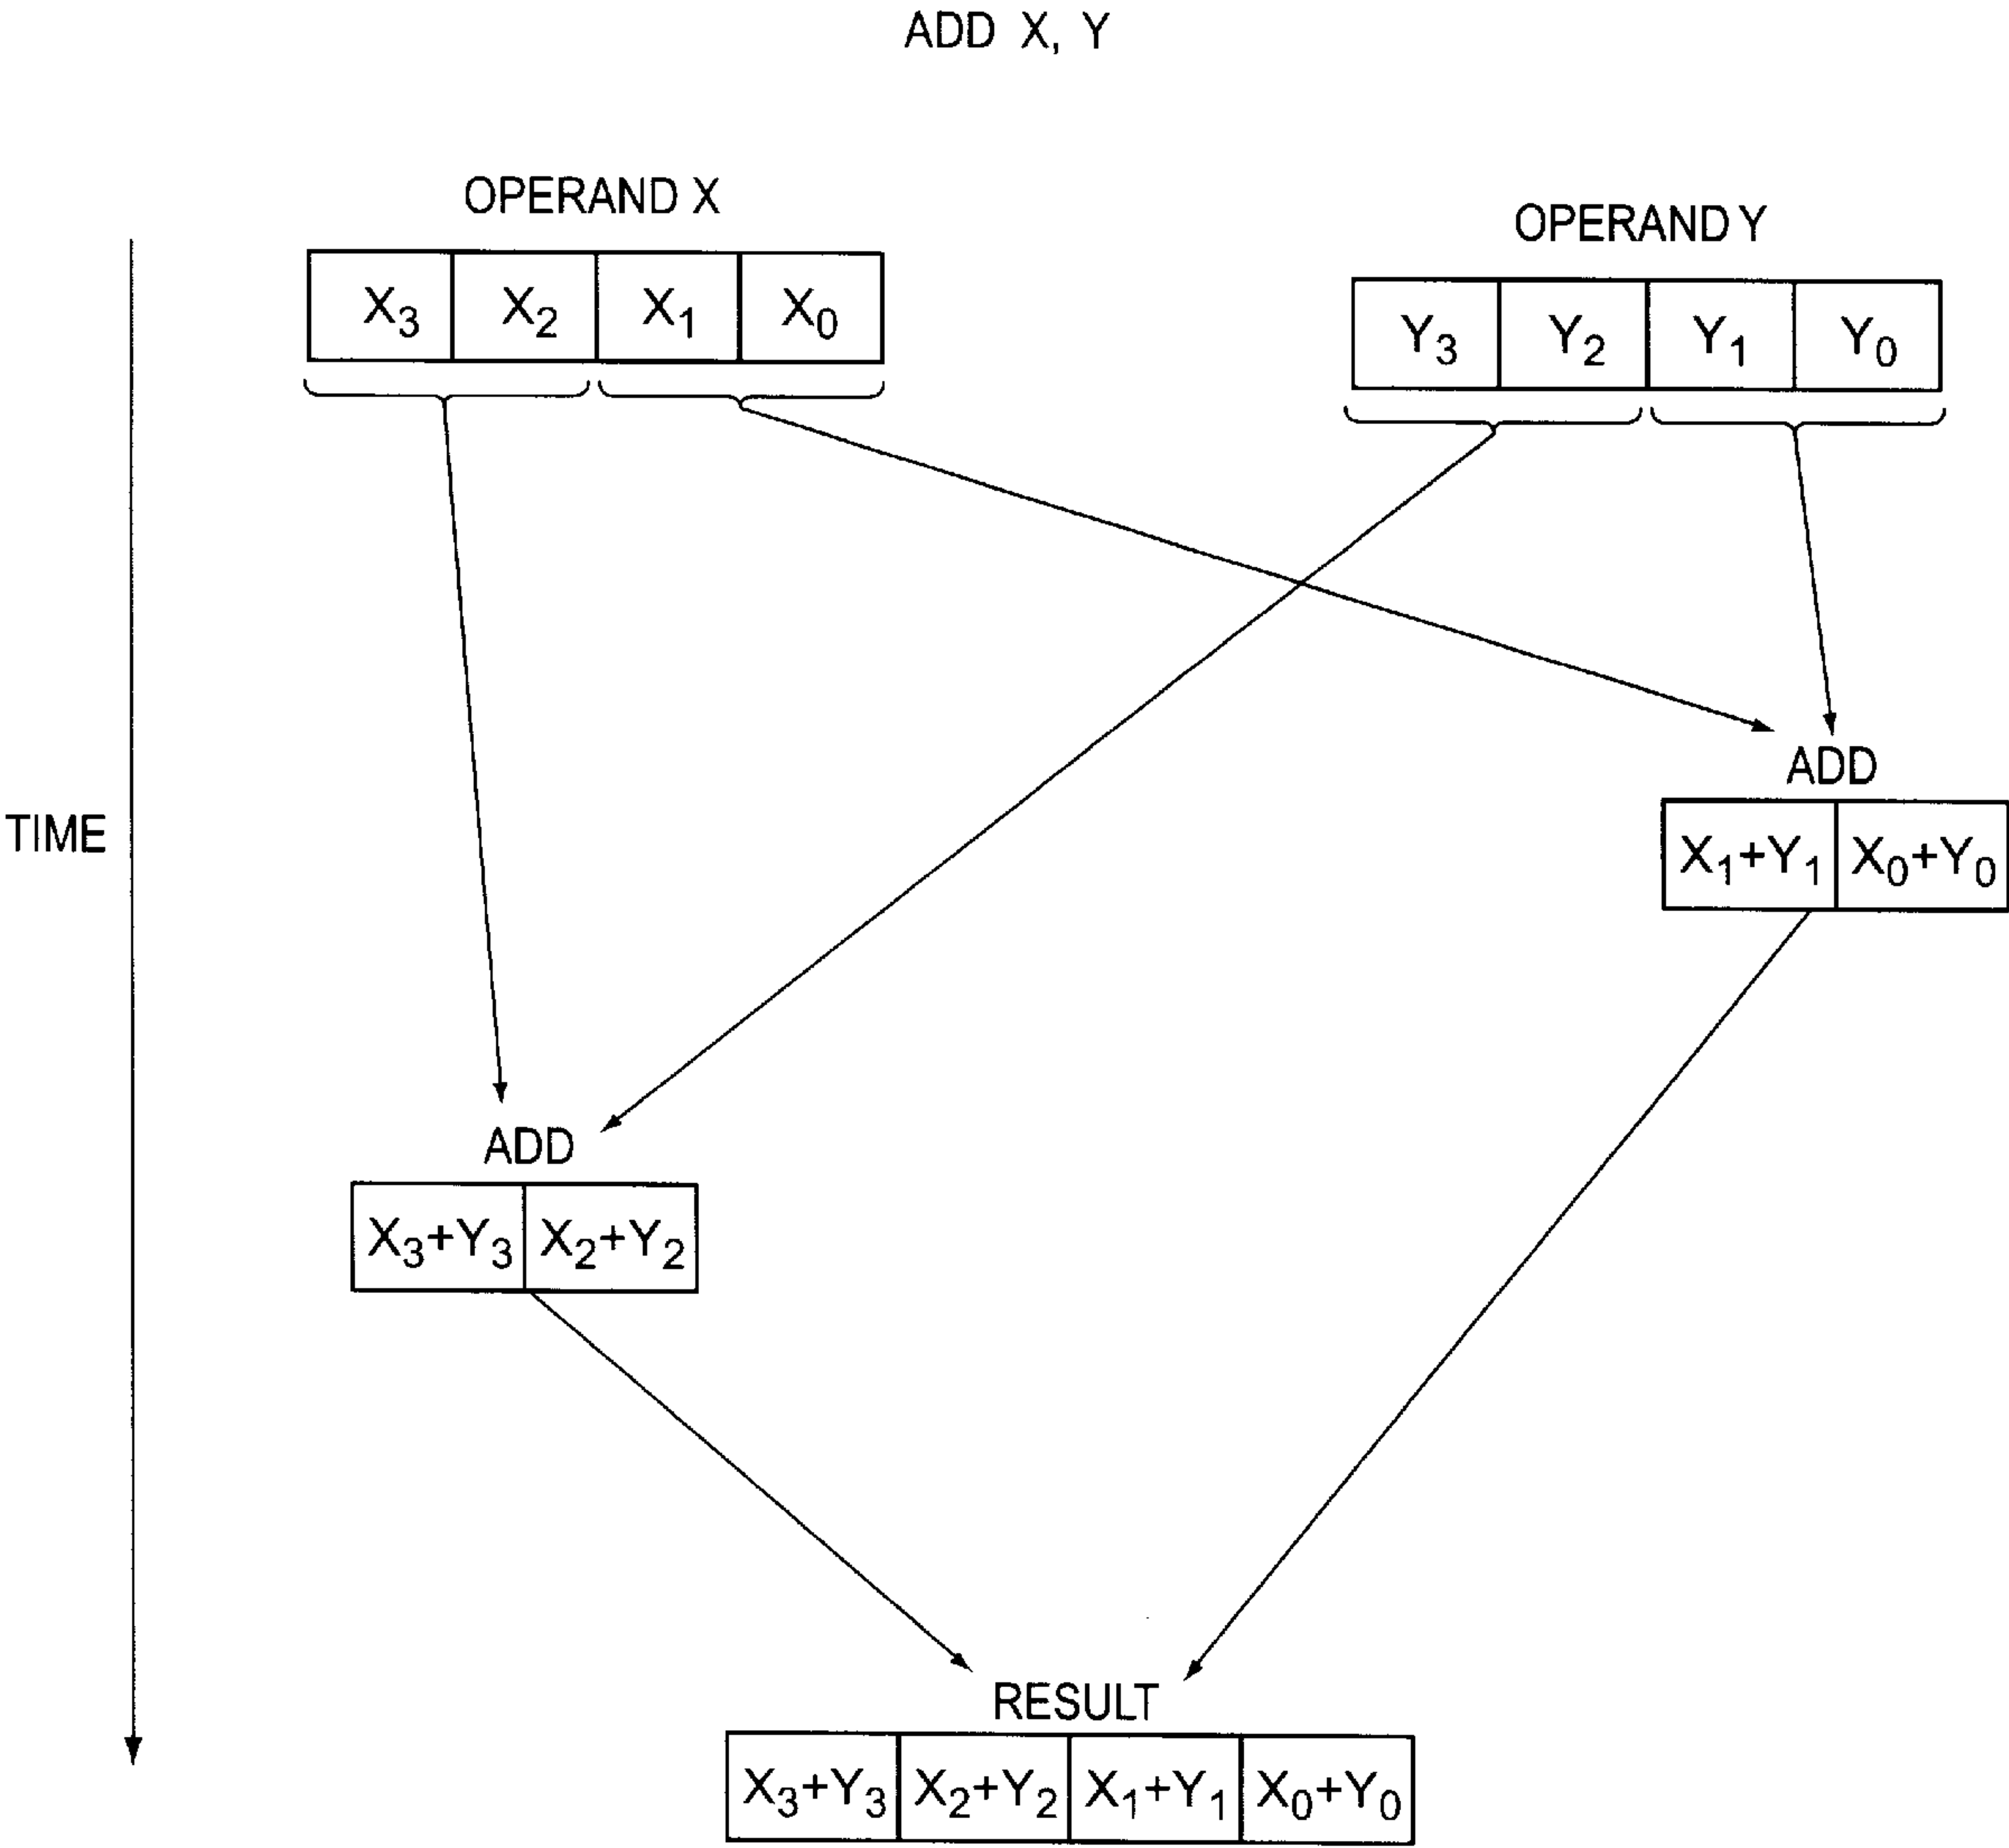 ADD X, Y
OPERAND X
OPERAND Y
X₃ X₂ X₁ X₀
Y₃ Y₂ Y₁ Y₀
ADD
TIME
X₁+Y₁ X₀+Y₀
ADD
X₃+Y₃ X₂+Y₂
RESULT
X₃+Y₃ X₂+Y₂ X₁+Y₁ X₀+Y₀